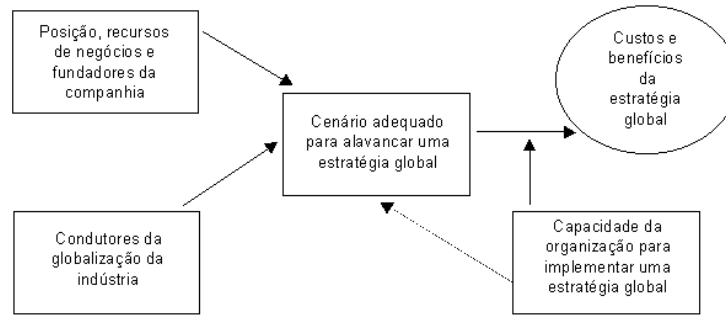 Posição, recursos
de negócios e
fundadores da
companhia
Custos e
benefícios
da
estratégia
global
Cenário adequado
para alavancar uma
estratégia global
Condutores da
globalização da
indústria
Capacidade da
organização para
implementar uma
estratégia global